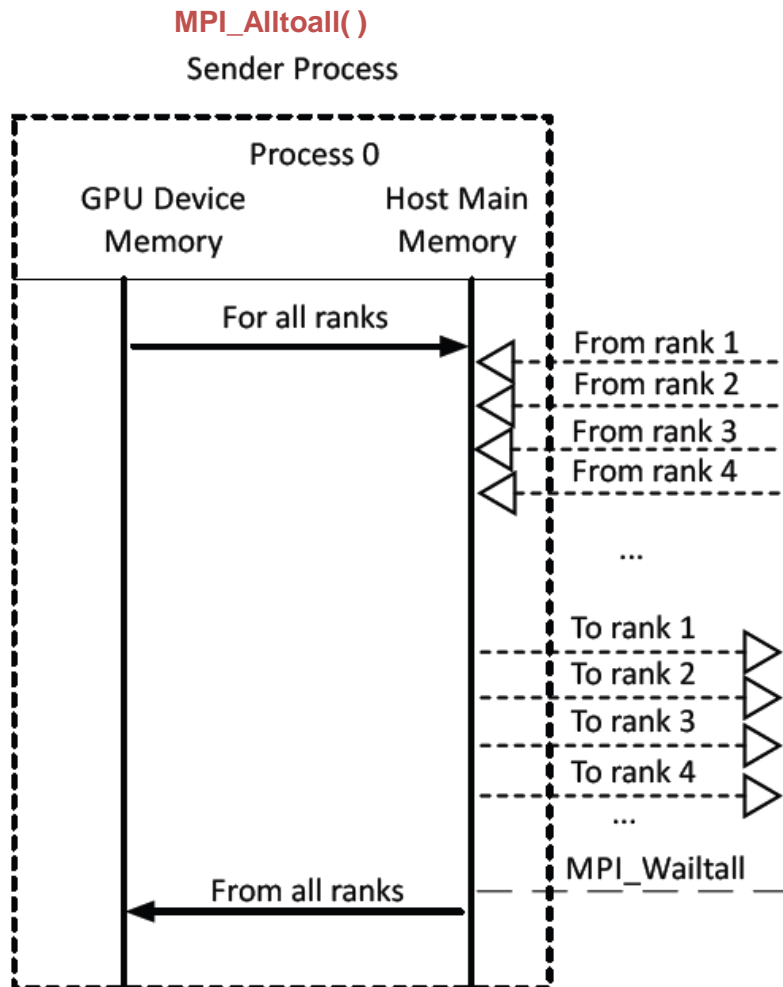 MPI_Alltoall( )
Sender Process
Process 0
GPU Device
Memory
Host Main
Memory
For all ranks
From rank 1
From rank 2
From rank 3
From rank 4
...
To rank 1
To rank 2
To rank 3
To rank 4
...
MPI_Wailtall
From all ranks